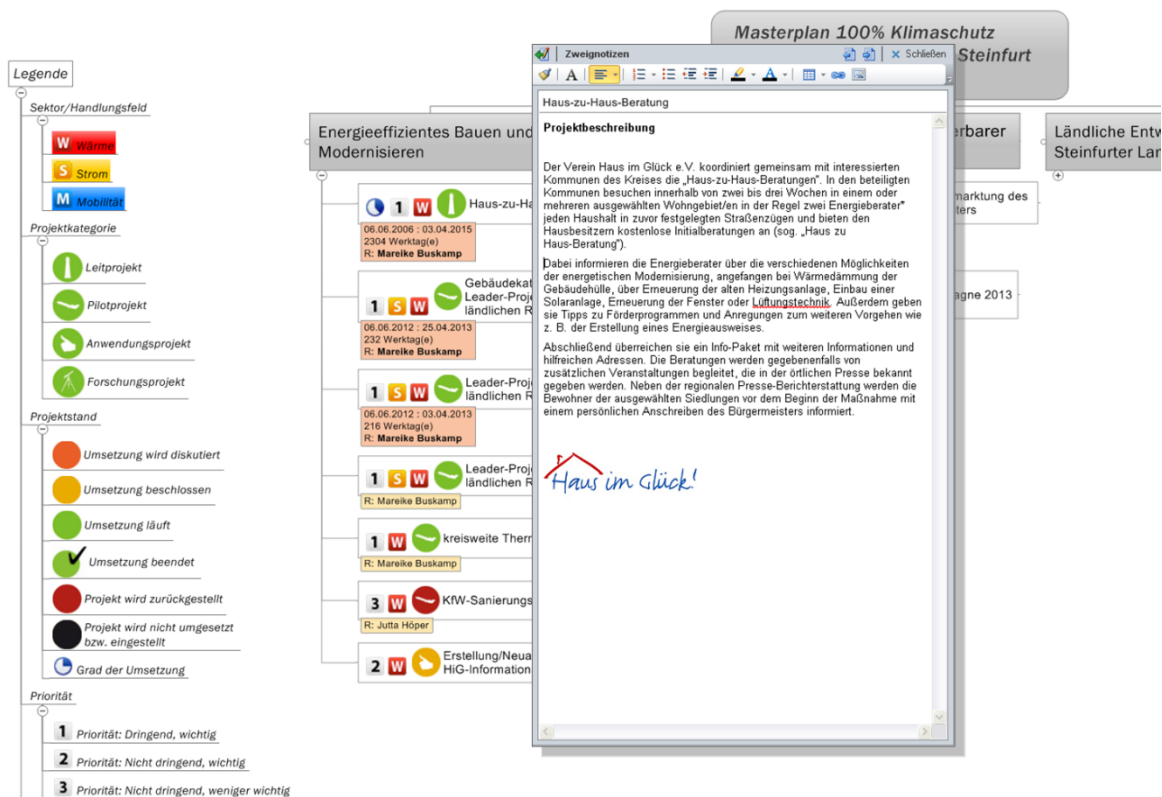 Masterplan 100% Klimaschutz
Steinfurt
Legende
Sektor/Handlungsfeld
W Wärme
S Strom
M Mobilität
Projektkategorie
Leitprojekt
Pilotprojekt
Anwendungsprojekt
Forschungsprojekt
Projektstand
Umsetzung wird diskutiert
Umsetzung beschlossen
Umsetzung läuft
Umsetzung beendet
Projekt wird zurückgestellt
Projekt wird nicht umgesetzt
bzw. eingestellt
Grad der Umsetzung
Priorität
1 Priorität: Dringend, wichtig
2 Priorität: Nicht dringend, wichtig
3 Priorität: Nicht dringend, weniger wichtig
Energieeffizientes Bauen und
Modernisieren
1 W Haus-zu-Ha
06.06.2006 : 03.04.2015
2304 Werktag(e)
R: Mareike Buskamp
Gebäudekat
1 S W Leader-Proj
ländlichen R
06.06.2012 : 25.04.2013
232 Werktag(e)
R: Mareike Buskamp
1 S W Leader-Proj
ländlichen R
06.06.2012 : 03.04.2013
216 Werktag(e)
R: Mareike Buskamp
1 S W Leader-Proj
ländlichen R
R: Mareike Buskamp
1 W kreisweite Therr
R: Mareike Buskamp
3 W KfW-Sanierungs
R: Jutta Höper
2 W Erstellung/Neua
HiG-Information
Zweignotizen
Schließen
A A
Haus-zu-Haus-Beratung
Projektbeschreibung
Der Verein Haus im Glück e.V. koordiniert gemeinsam mit interessierten
Kommunen des Kreises die „Haus-zu-Haus-Beratungen". In den beteiligten
Kommunen besuchen innerhalb von zwei bis drei Wochen in einem oder
mehreren ausgewählten Wohngebiet/en in der Regel zwei Energieberater*
jeden Haushalt in zuvor festgelegten Straßenzügen und bieten den
Hausbesitzern kostenlose Initialberatungen an (sog. „Haus zu
Haus-Beratung").
Dabei informieren die Energieberater über die verschiedenen Möglichkeiten
der energetischen Modernisierung, angefangen bei Wärmedämmung der
Gebäudehülle, über Erneuerung der alten Heizungsanlage, Einbau einer
Solaranlage, Erneuerung der Fenster oder Lüftungstechnik. Außerdem geben
sie Tipps zu Förderprogrammen und Anregungen zum weiteren Vorgehen wie
z. B. der Erstellung eines Energieausweises.
Abschließend überreichen sie ein Info-Paket mit weiteren Informationen und
hilfreichen Adressen. Die Beratungen werden gegebenenfalls von
zusätzlichen Veranstaltungen begleitet, die in der örtlichen Presse bekannt
gegeben werden. Neben der regionalen Presse-Berichterstattung werden die
Bewohner der ausgewählten Siedlungen vor dem Beginn der Maßnahme mit
einem persönlichen Anschreiben des Bürgermeisters informiert.
Haus im Glück!
erbarer
marktung des
ters
agne 2013
Ländliche Entw
Steinfurter Lan